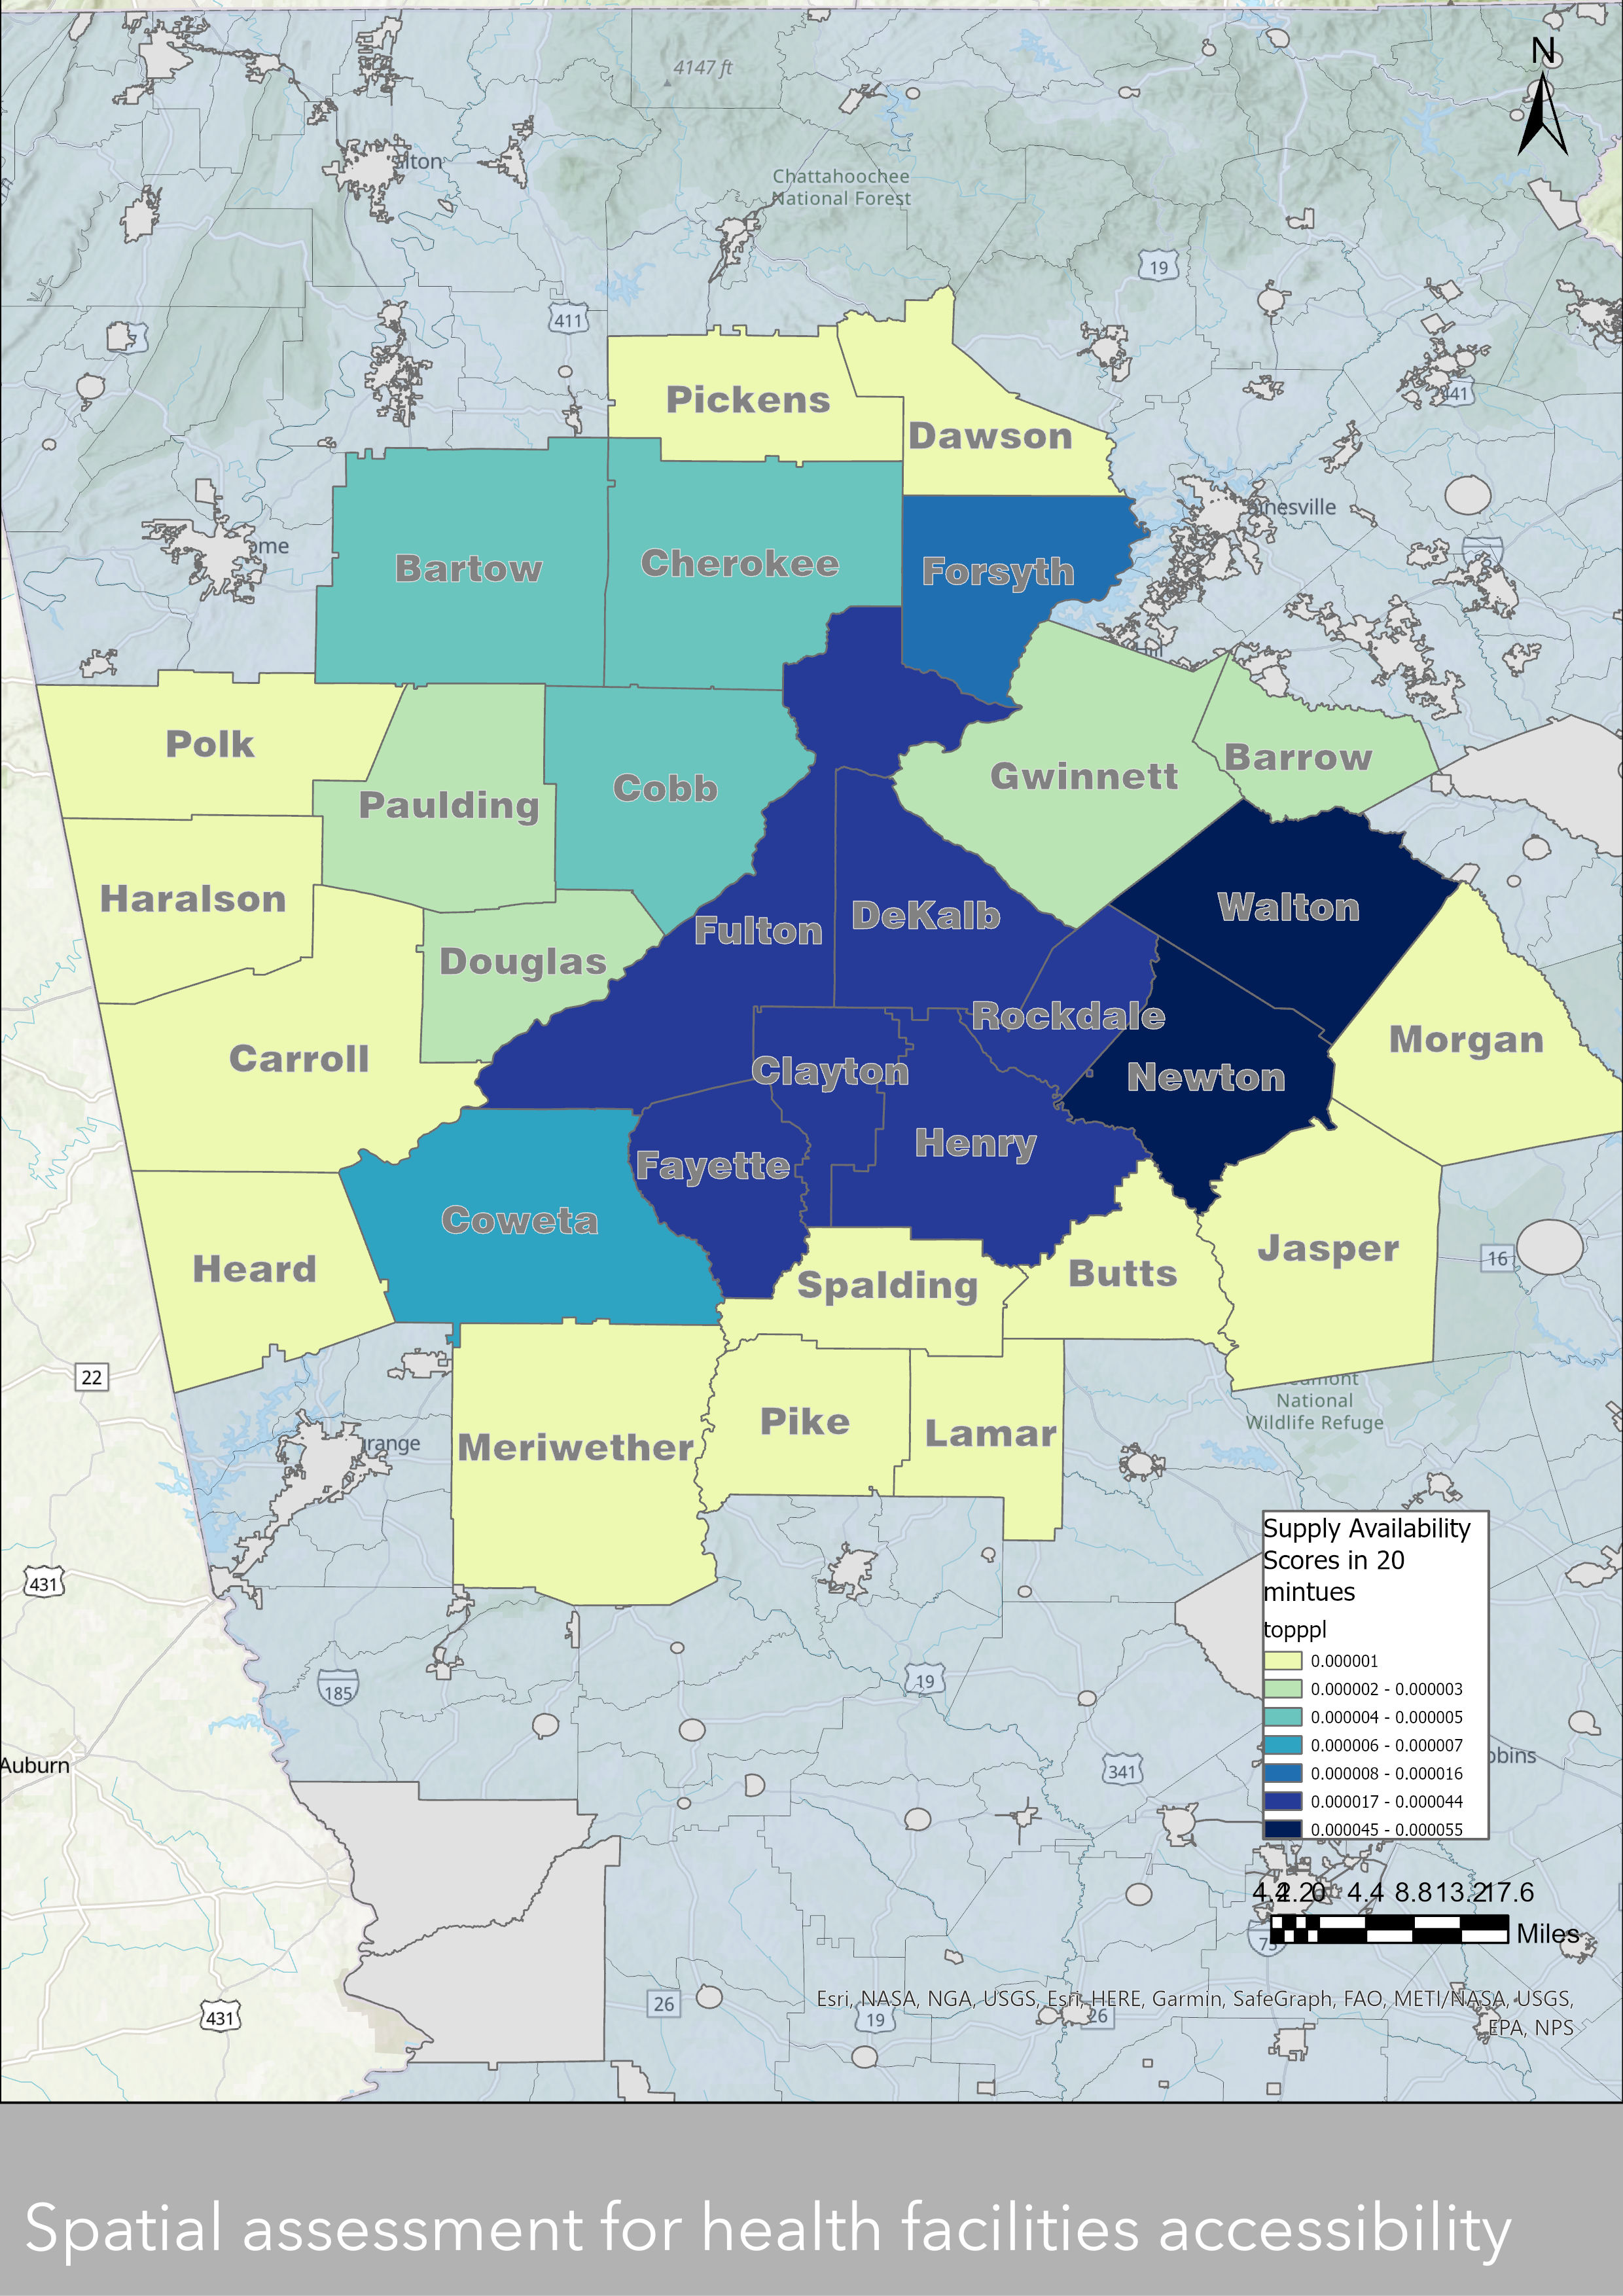 N
4147 ft
Chattahoochee
National Forest
19
411
441
Pickens
Dawson
Bartow
Cherokee
Forsyth
Polk
Paulding
Cobb
Gwinnett
Barrow
Haralson
Fulton
DeKalb
Walton
Douglas
Rockdale
Carroll
Clayton
Newton
Morgan
Henry
Fayette
Coweta
Heard
Spalding
Butts
Jasper
16
22
National
Wildlife Refuge
Meriwether
Pike
Lamar
431
185
19
341
Auburn
Supply Availability
Scores in 20
mintues
topppl
0.000001
0.000002 - 0.000003
0.000004 - 0.000005
0.000006 - 0.000007
0.000008 - 0.000016
0.000017 - 0.000044
0.000045 - 0.000055
4.4 2.2 0 4.4 8.8 13.2 17.6
Miles
75
431
26
19
26
Esri, NASA, NGA, USGS, Esri, HERE, Garmin, SafeGraph, FAO, METI/NASA, USGS,
EPA, NPS
Spatial assessment for health facilities accessibility